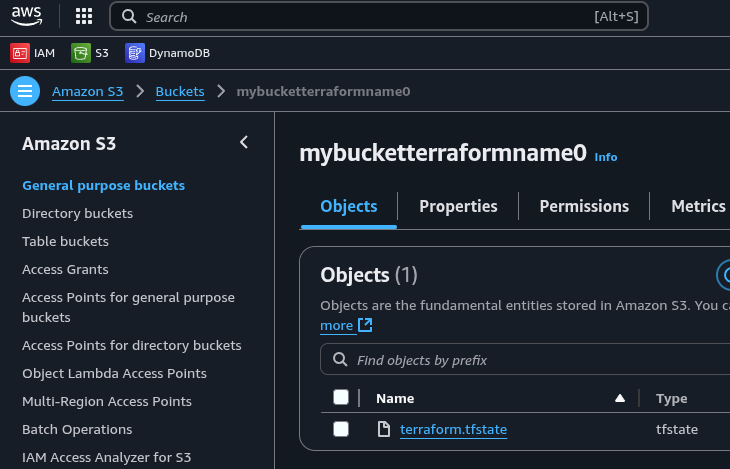 aws
Search
[Alt+S]
IAM
S3
DynamoDB
Amazon S3
Buckets
mybucketterraformname0
Amazon S3
General purpose buckets
Directory buckets
Table buckets
Access Grants
Access Points for general purpose
buckets
Access Points for directory buckets
Object Lambda Access Points
Multi-Region Access Points
Batch Operations
IAM Access Analyzer for S3
mybucketterraformname0 Info
Objects
Properties
Permissions
Metrics
Objects (1)
Objects are the fundamental entities stored in Amazon S3. You
more
Find objects by prefix
Name
Type
terraform.tfstate
tfstate